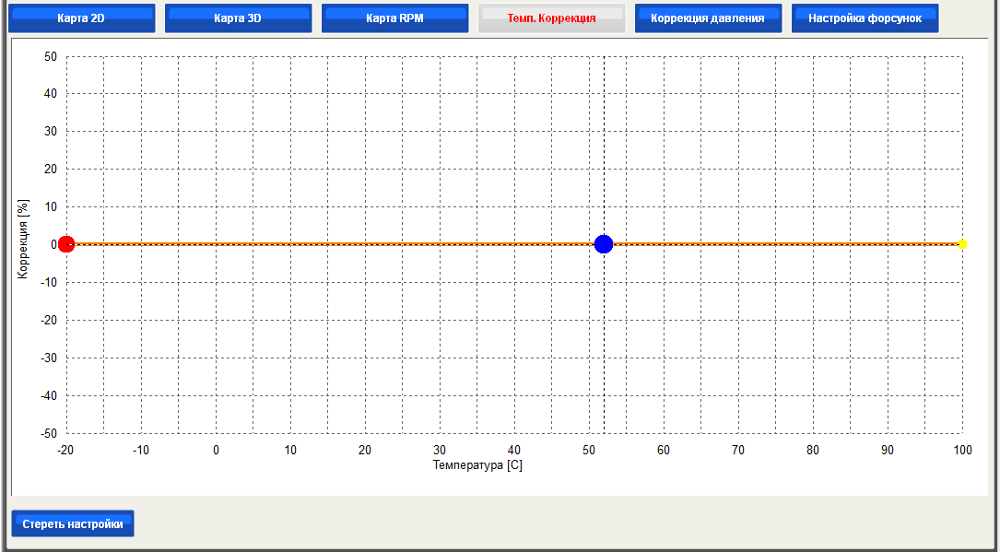 Карта 2D Карта 3D Карта RPM Темп. Коррекция Коррекция давления Настройка форсунок
50
40
30
20
10
0
-10
-20
-30
-40
-50
Коррекция [%]
-20 -10 0 10 20 30 40 50 60 70 80 90 100
Температура [C]
Стереть настройки